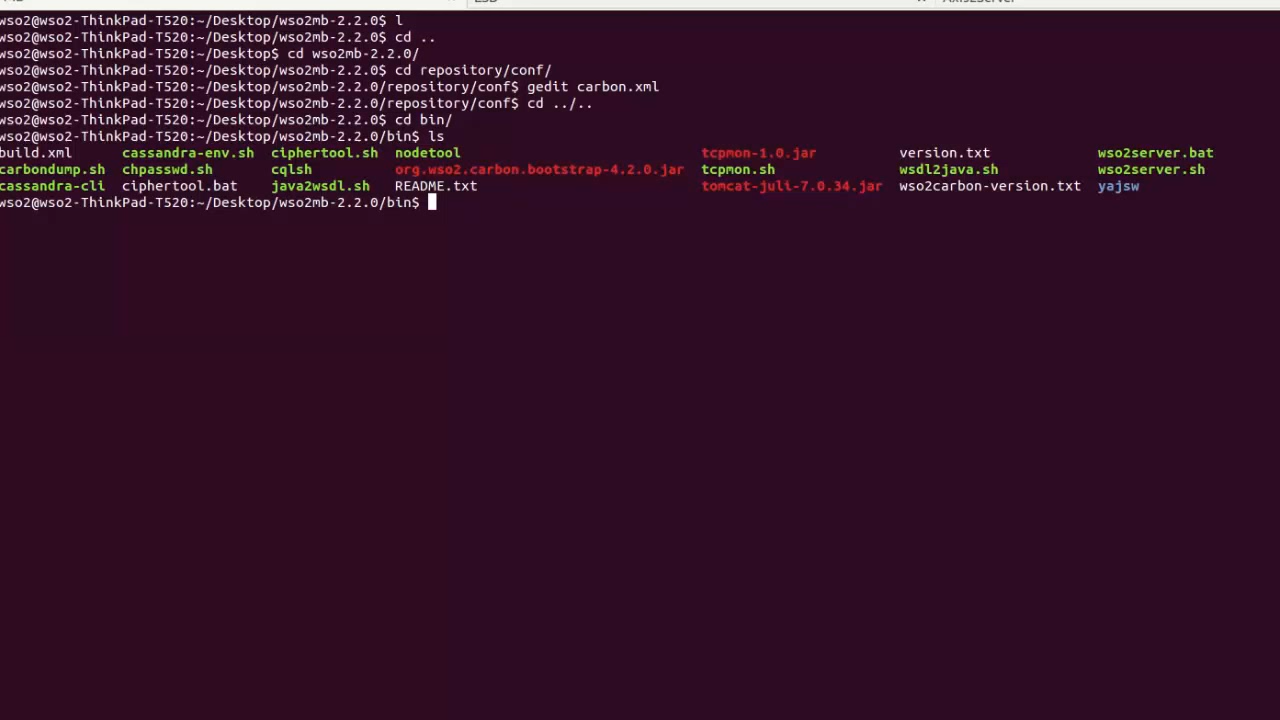 wso2@wso2-ThinkPad-T520:~/Desktop/wso2mb-2.2.0$ l
wso2@wso2-ThinkPad-T520:~/Desktop/wso2mb-2.2.0$ cd ..
wso2@wso2-ThinkPad-T520:~/Desktop$ cd wso2mb-2.2.0/
wso2@wso2-ThinkPad-T520:~/Desktop/wso2mb-2.2.0$ cd repository/conf/
wso2@wso2-ThinkPad-T520:~/Desktop/wso2mb-2.2.0/repository/conf$ gedit carbon.xml
wso2@wso2-ThinkPad-T520:~/Desktop/wso2mb-2.2.0/repository/conf$ cd ../..
wso2@wso2-ThinkPad-T520:~/Desktop/wso2mb-2.2.0$ cd bin/
wso2@wso2-ThinkPad-T520:~/Desktop/wso2mb-2.2.0/bin$ ls
build.xml cassandra-env.sh ciphertool.sh nodetool tcpmon-1.0.jar version.txt wso2server.bat
carbondump.sh chpasswd.sh cqlsh org.wso2.carbon.bootstrap-4.2.0.jar tcpmon.sh wsdl2java.sh wso2server.sh
cassandra-cli ciphertool.bat java2wsdl.sh README.txt tomcat-juli-7.0.34.jar wso2carbon-version.txt yajsw
wso2@wso2-ThinkPad-T520:~/Desktop/wso2mb-2.2.0/bin$